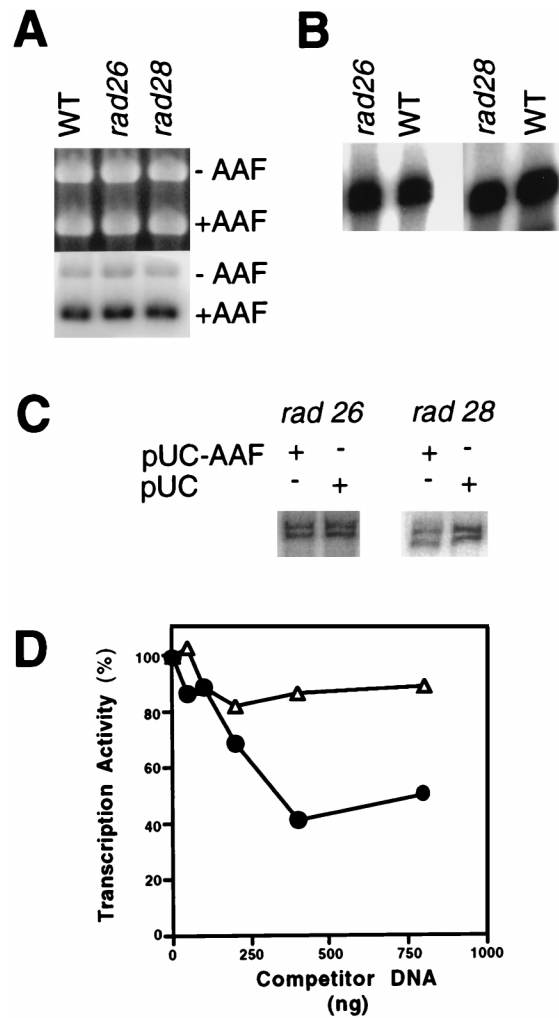 A
WT
rad26
rad28
- AAF
+AAF
- AAF
+AAF
B
rad26
WT
rad28
WT
C
rad 26
rad 28
pUC-AAF + - + -
pUC - + - +
D
Transcription Activity (%)
100
80
60
40
20
0
0 250 500 750 1000
Competitor DNA
(ng)